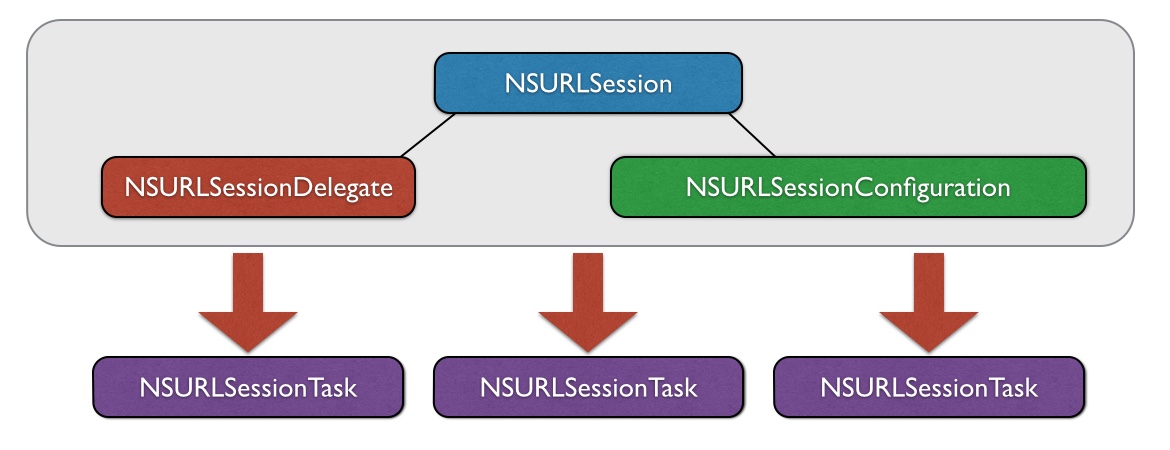 NSURLSession
NSURLSessionDelegate
NSURLSessionConfiguration
NSURLSessionTask
NSURLSessionTask
NSURLSessionTask